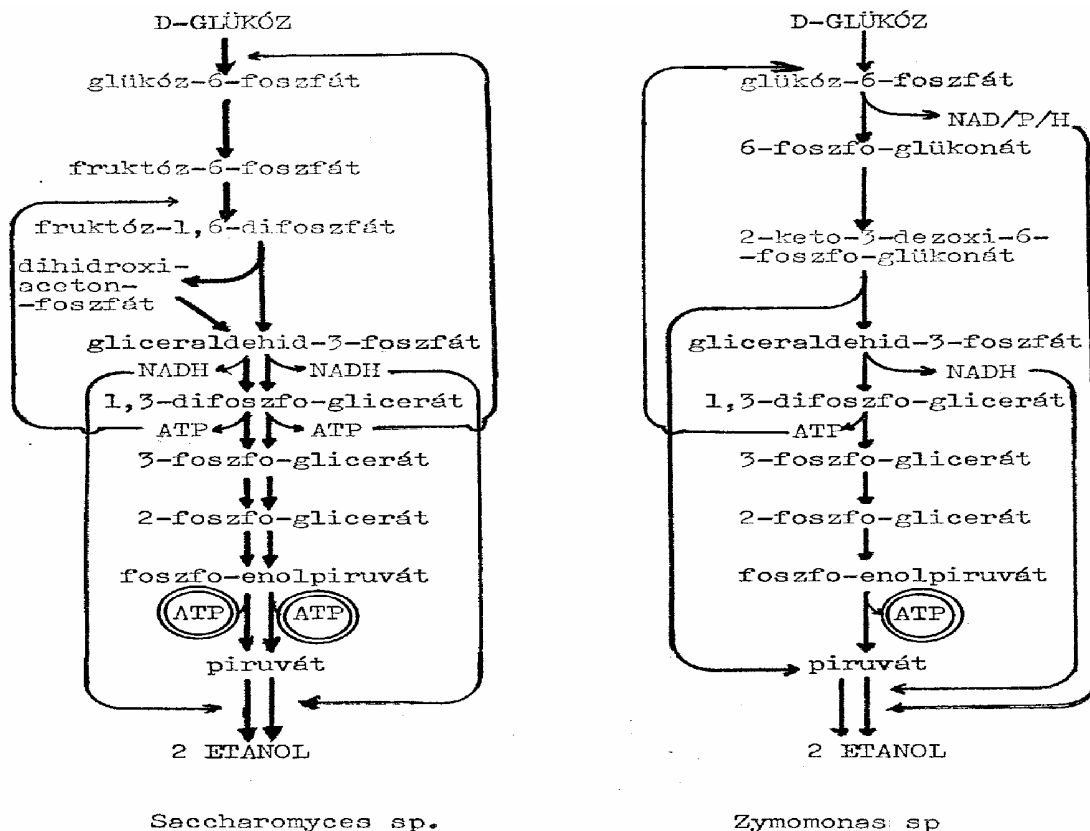 D-GLÜKÓZ
glükóz-6-foszfát
fruktóz-6-foszfát
fruktóz-1,6-difoszfát
dihidroxi-
aceton-
-foszfát
gliceraldehid-3-foszfát
NADH
NADH
1,3-difoszfo-glicerát
ATP
ATP
3-foszfo-glicerát
2-foszfo-glicerát
foszfo-enolpiruvát
ATP
ATP
piruvát
2 ETANOL
Saccharomyces sp.
D-GLÜKÓZ
glükóz-6-foszfát
NAD/P/H
6-foszfo-glükonát
2-keto-3-dezoxi-6-
-foszfo-glükonát
gliceraldehid-3-foszfát
NADH
1,3-difoszfo-glicerát
ATP
3-foszfo-glicerát
2-foszfo-glicerát
foszfo-enolpiruvát
ATP
piruvát
2 ETANOL
Zymomonas sp